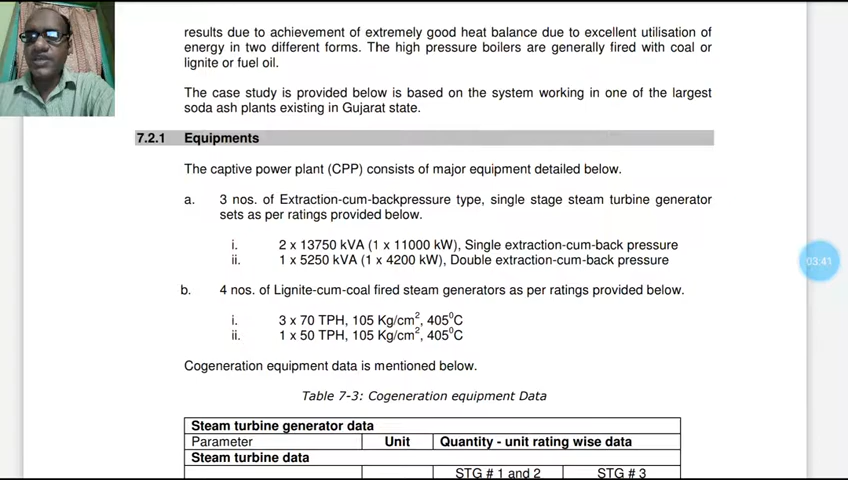 results due to achievement of extremely good heat balance due to excellent utilisation of
energy in two different forms. The high pressure boilers are generally fired with coal or
lignite or fuel oil.
The case study is provided below is based on the system working in one of the largest
soda ash plants existing in Gujarat state.
7.2.1 Equipments
The captive power plant (CPP) consists of major equipment detailed below.
a. 3 nos. of Extraction-cum-backpressure type, single stage steam turbine generator
sets as per ratings provided below.
i. 2 x 13750 kVA (1 x 11000 kW), Single extraction-cum-back pressure
ii. 1 x 5250 kVA (1 x 4200 kW), Double extraction-cum-back pressure
03:41
b. 4 nos. of Lignite-cum-coal fired steam generators as per ratings provided below.
i. 3 x 70 TPH, 105 Kg/cm², 405⁰C
ii. 1 x 50 TPH, 105 Kg/cm², 405⁰C
Cogeneration equipment data is mentioned below.
Table 7-3: Cogeneration equipment Data
Steam turbine generator data
Parameter Unit Quantity - unit rating wise data
Steam turbine data
STG # 1 and 2 STG # 3